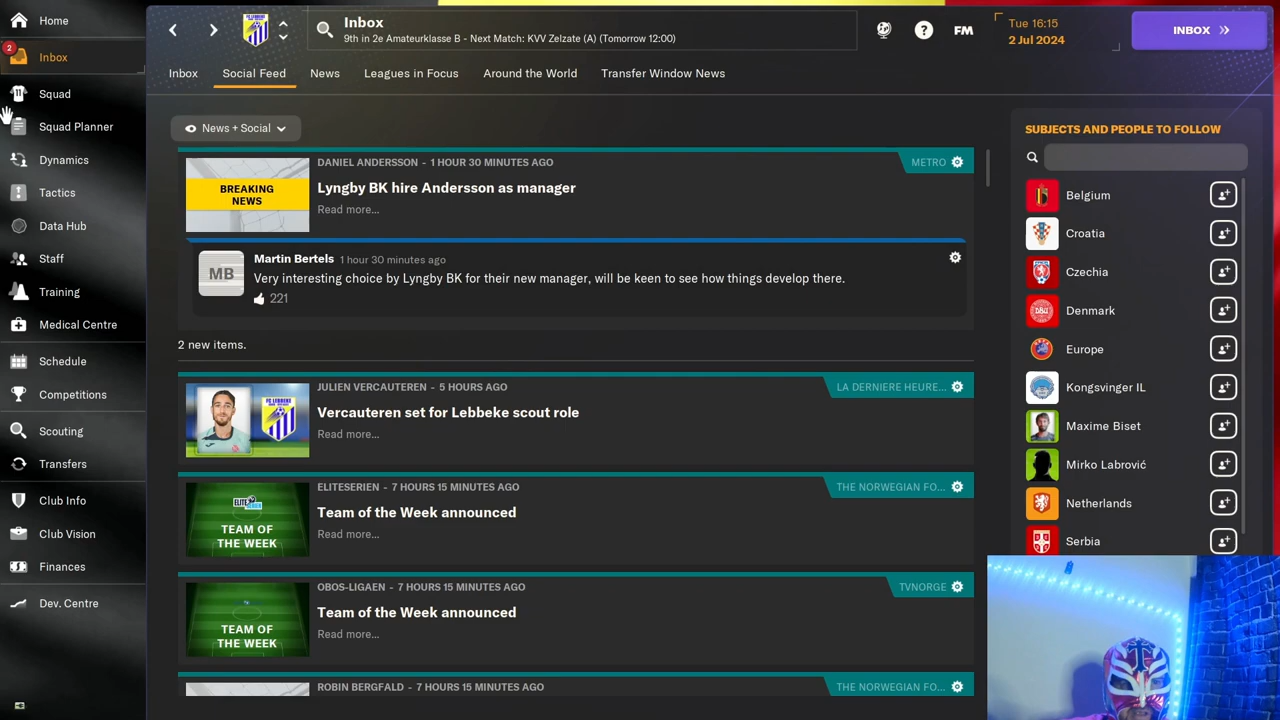 Home
2
Inbox
Squad
Squad Planner
Dynamics
Tactics
Data Hub
Staff
Training
Medical Centre
Schedule
Competitions
Scouting
Transfers
Club Info
Club Vision
Finances
Dev. Centre
Inbox
9th in 2e Amateurklasse B - Next Match: KVV Zelzate (A) (Tomorrow 12:00)
?
FM
Tue 16:15
2 Jul 2024
INBOX
Inbox
Social Feed
News
Leagues in Focus
Around the World
Transfer Window News
News + Social
BREAKING
NEWS
DANIEL ANDERSSON - 1 HOUR 30 MINUTES AGO
METRO
Lyngby BK hire Andersson as manager
Read more...
MB
Martin Bertels 1 hour 30 minutes ago
Very interesting choice by Lyngby BK for their new manager, will be keen to see how things develop there.
221
2 new items.
JULIEN VERCAUTEREN - 5 HOURS AGO
LA DERNIERE HEURE...
Vercauteren set for Lebbeke scout role
Read more...
ELITESERIEN - 7 HOURS 15 MINUTES AGO
THE NORWEGIAN FO...
Team of the Week announced
Read more...
TEAM OF
THE WEEK
OBOS-LIGAEN - 7 HOURS 15 MINUTES AGO
TVNORGE
Team of the Week announced
Read more...
TEAM OF
THE WEEK
ROBIN BERGFALD - 7 HOURS 15 MINUTES AGO
THE NORWEGIAN FO...
SUBJECTS AND PEOPLE TO FOLLOW
Belgium
Croatia
Czechia
Denmark
Europe
Kongsvinger IL
Maxime Biset
Mirko Labrović
Netherlands
Serbia